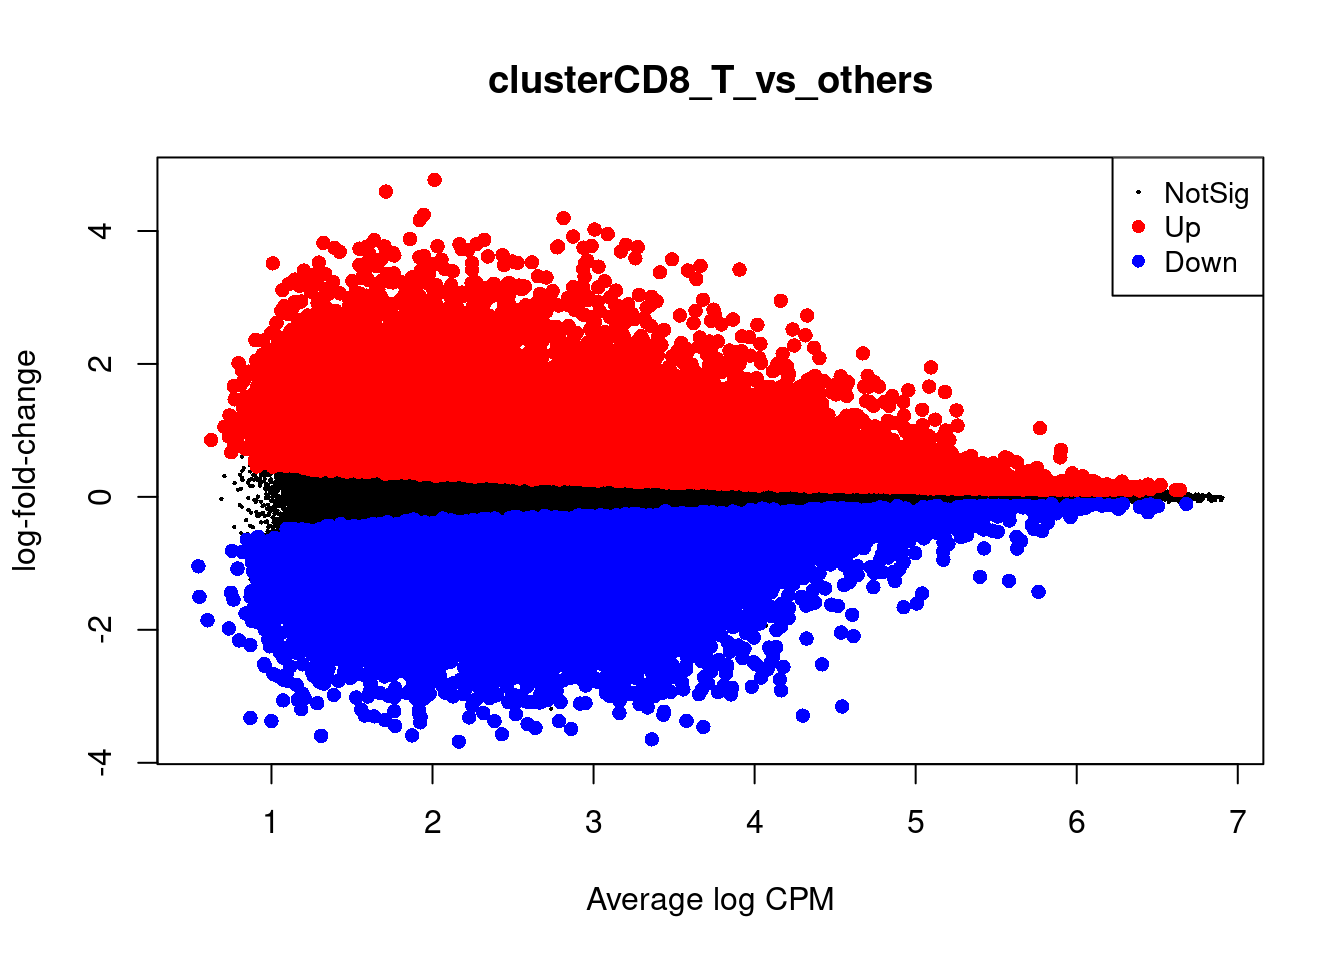 clusterCD8_T_vs_others
NotSig
Up
Down
log-fold-change
4
2
0
-2
-4
1 2 3 4 5 6 7
Average log CPM